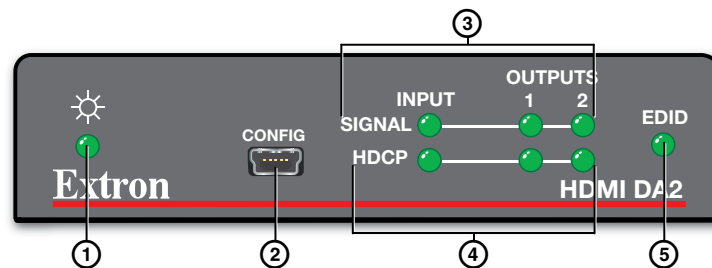 3
OUTPUTS
INPUT 1 2
SIGNAL
EDID
CONFIG
HDCP
Extron
HDMI DA2
1 2 4 5